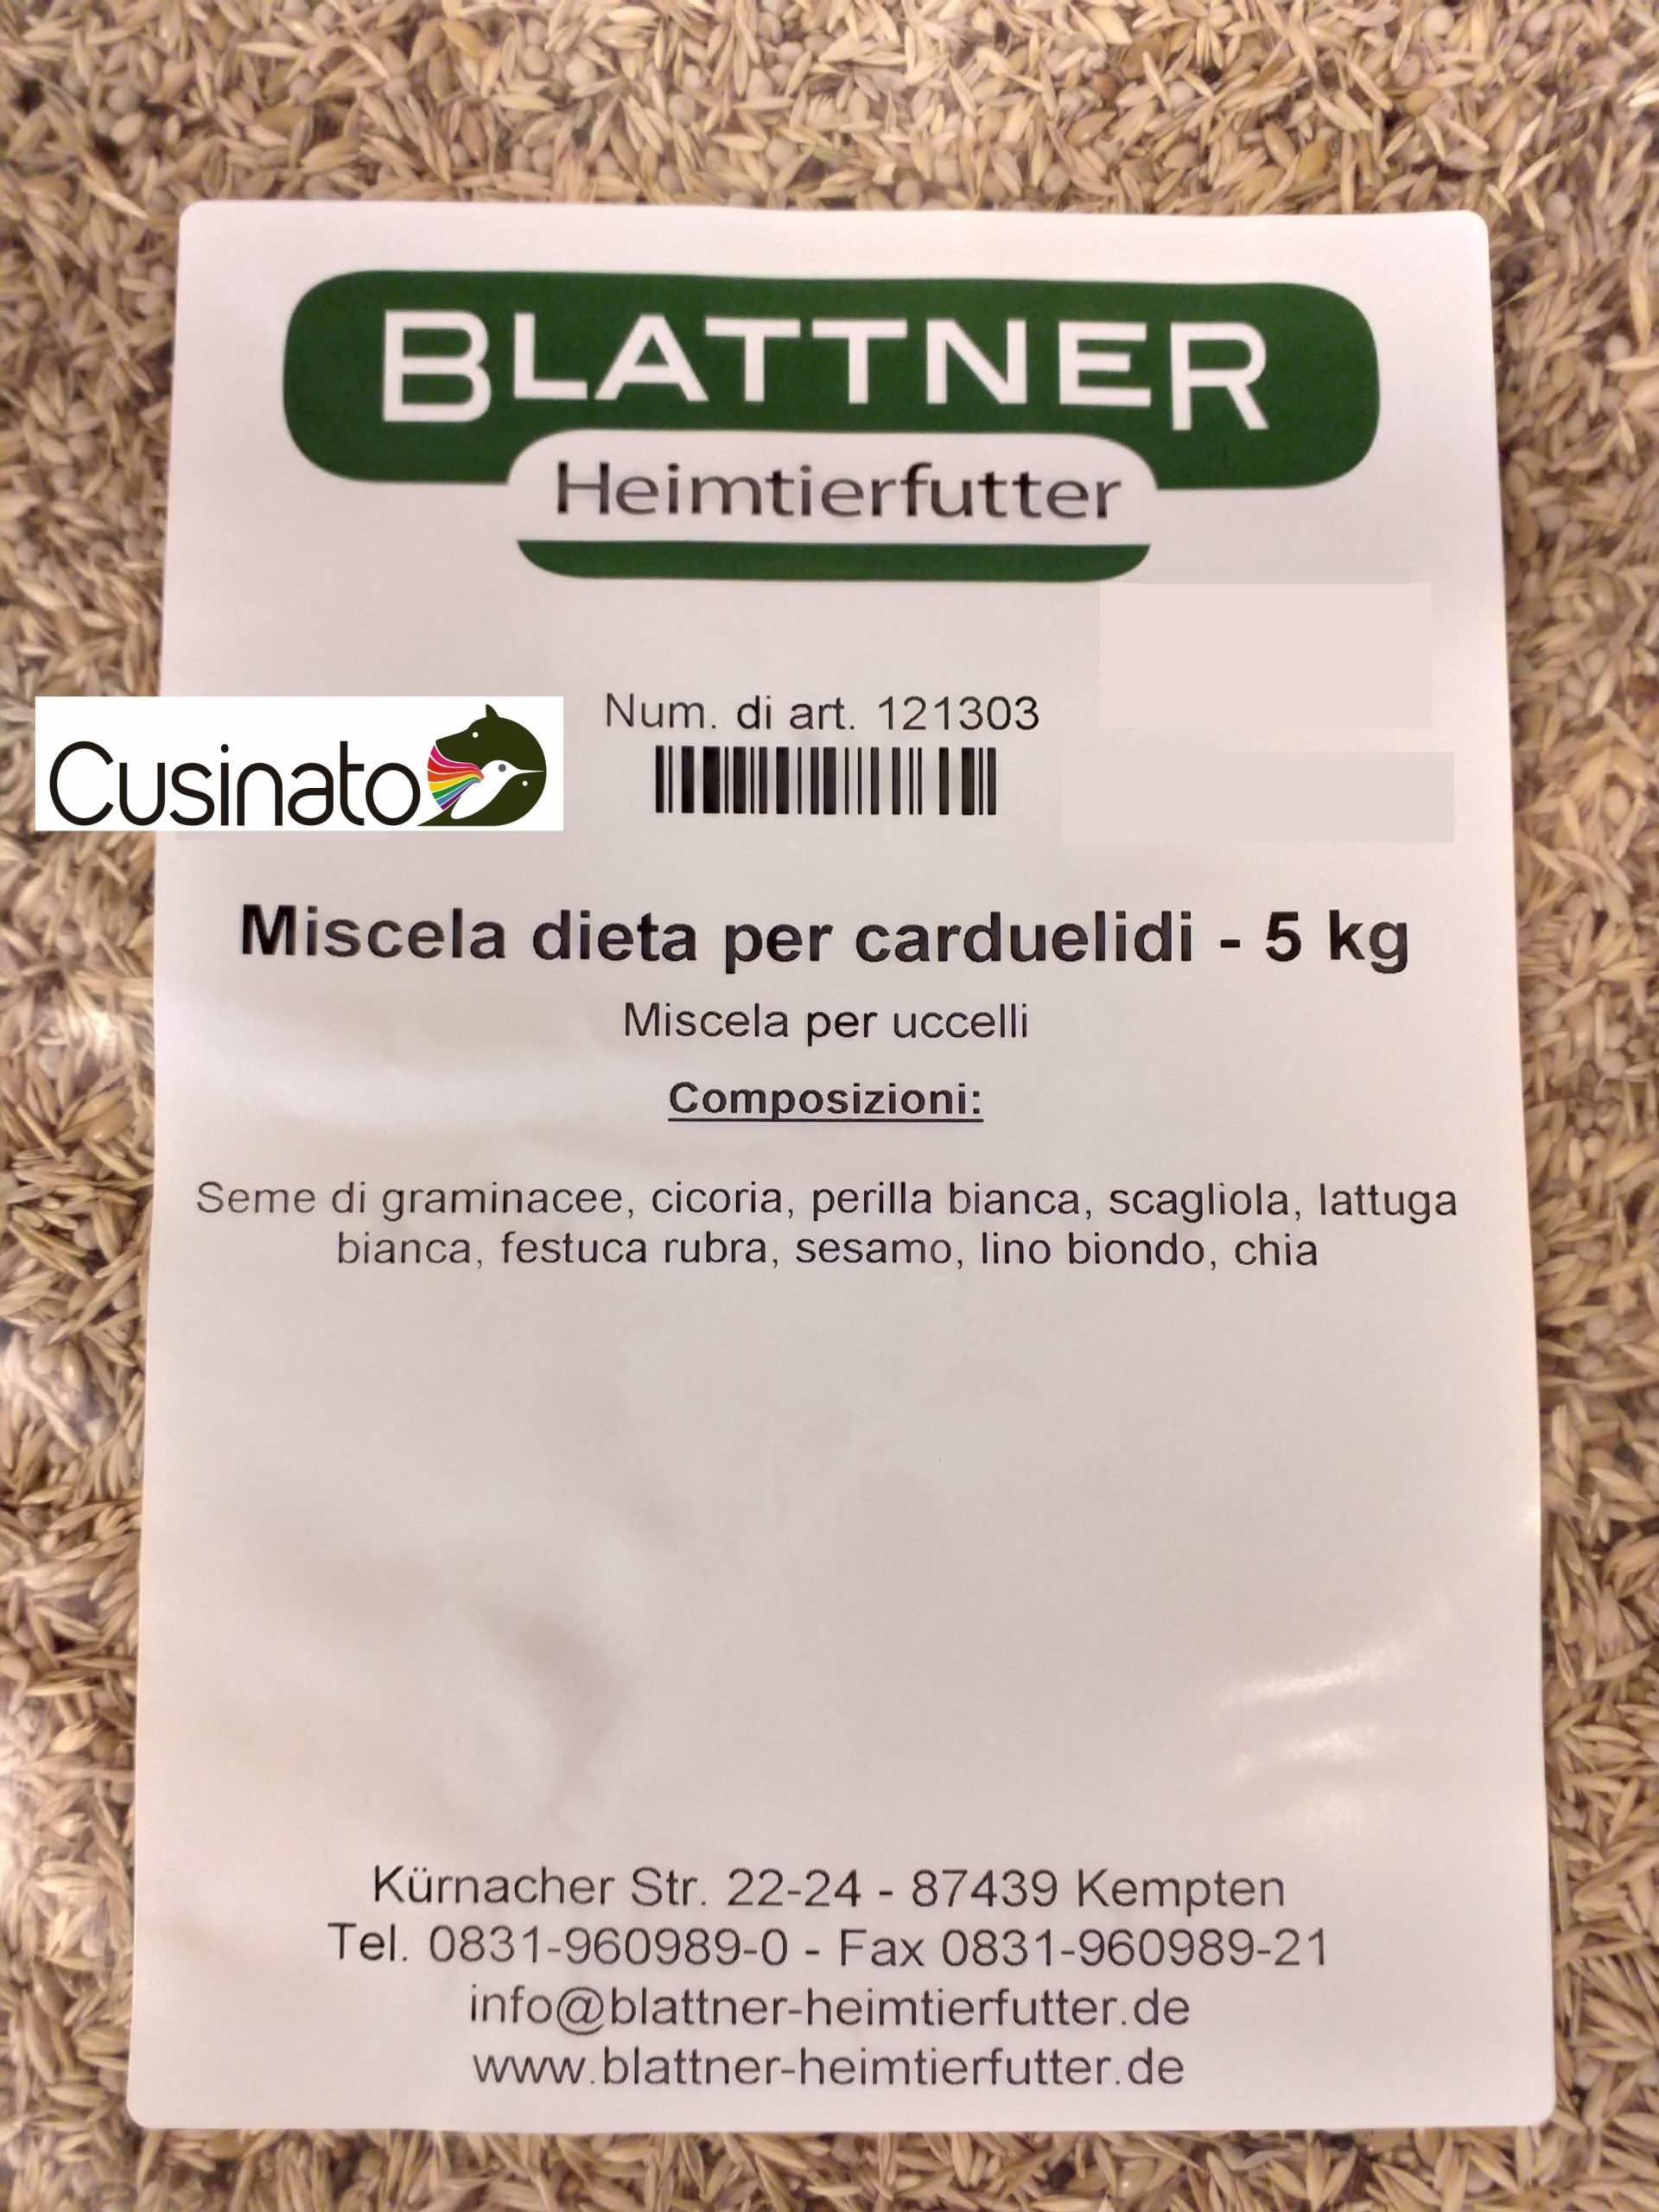 BLATTNER
Heimtierfutter
Num. di art. 121303
Cusinato
Miscela dieta per carduelidi - 5 kg
Miscela per uccelli
Composizioni:
Seme di graminacee, cicoria, perilla bianca, scagliola, lattuga
bianca, festuca rubra, sesamo, lino biondo, chia
Kürnacher Str. 22-24 - 87439 Kempten
Tel. 0831-960989-0 - Fax 0831-960989-21
info@blattner-heimtierfutter.de
www.blattner-heimtierfutter.de